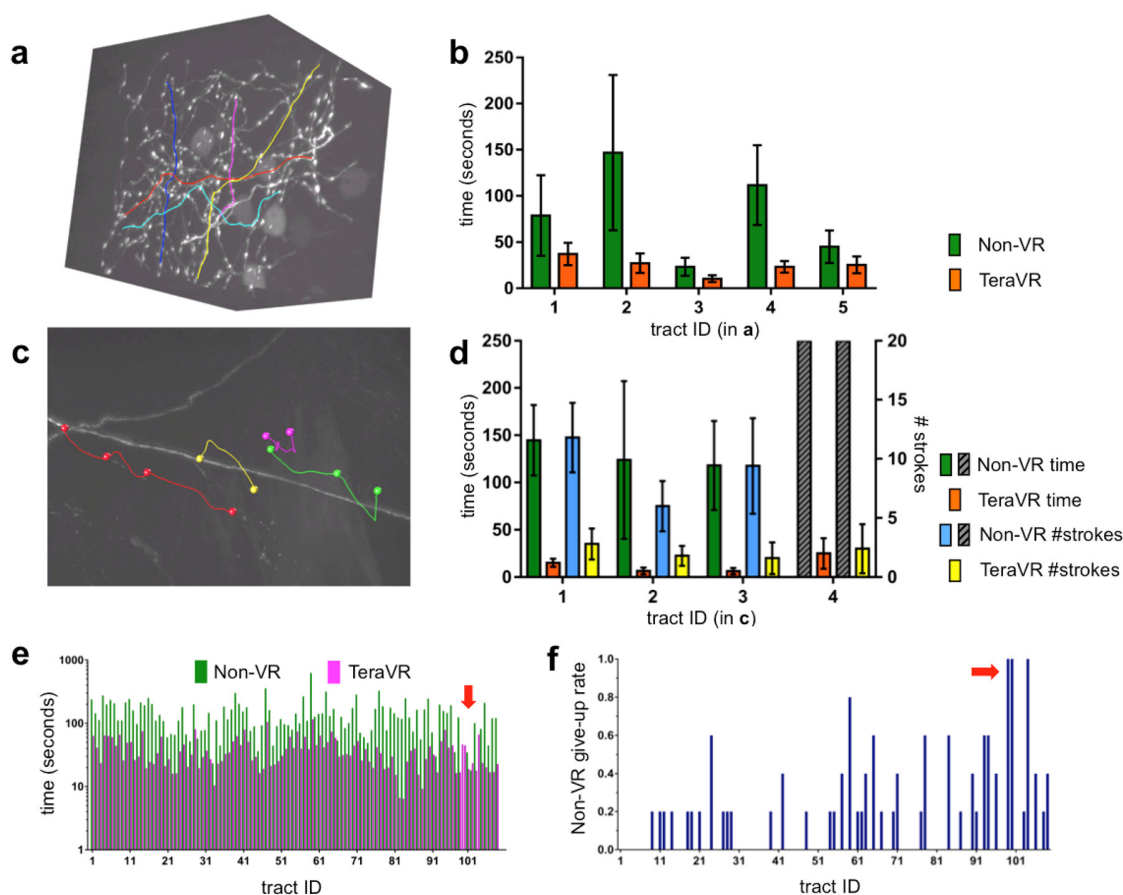 a
b
250
200
150
100
50
0
time (seconds)
1 2 3 4 5
tract ID (in a)
Non-VR
TeraVR
c
d
250
200
150
100
50
0
time (seconds)
20
15
10
5
0
# strokes
1 2 3 4
tract ID (in c)
Non-VR time
TeraVR time
Non-VR #strokes
TeraVR #strokes
e
Non-VR TeraVR
1000
100
10
1
time (seconds)
1 11 21 31 41 51 61 71 81 91 101
tract ID
f
1.0
0.8
0.6
0.4
0.2
0.0
Non-VR give-up rate
1 11 21 31 41 51 61 71 81 91 101
tract ID